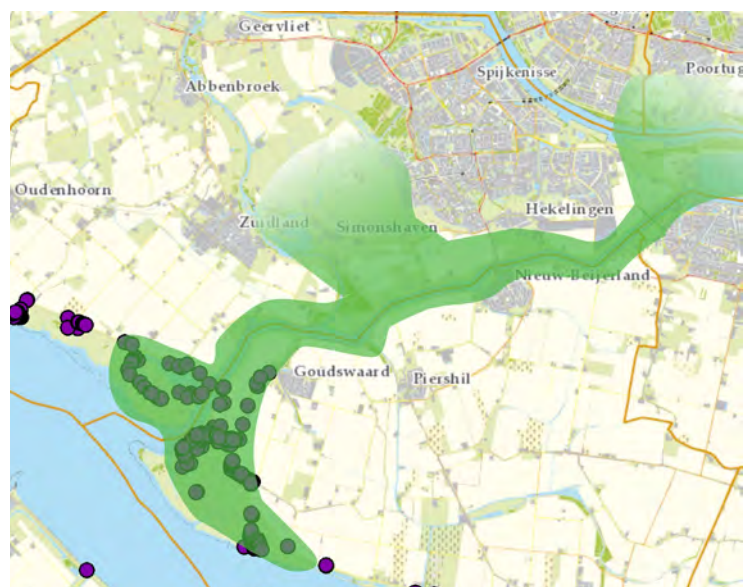 Geervliet
Spijkenisse
Poortug
Abbenbroek
Oudenhoorn
Zuidland
Simonshaven
Hekelingen
Nieuw-Beijerland
Goudswaard
Piershil